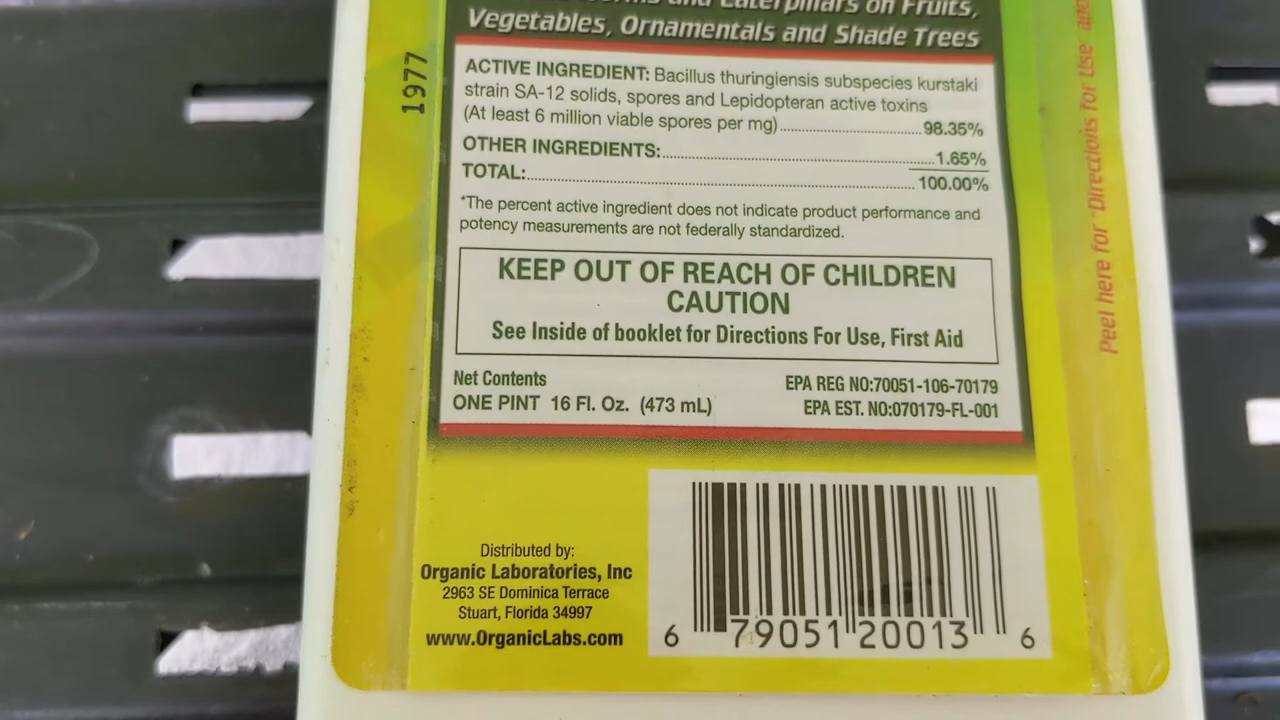 and Caterpillars on Fruits,
Vegetables, Ornamentals and Shade Trees
1977
ACTIVE INGREDIENT: Bacillus thuringiensis subspecies kurstaki
strain SA-12 solids, spores and Lepidopteran active toxins
(At least 6 million viable spores per mg)..........98.35%
OTHER INGREDIENTS:..........1.65%
TOTAL:..........100.00%
*The percent active ingredient does not indicate product performance and
potency measurements are not federally standardized.
KEEP OUT OF REACH OF CHILDREN
CAUTION
See Inside of booklet for Directions For Use, First Aid
Net Contents
ONE PINT 16 Fl. Oz. (473 mL)
EPA REG NO:70051-106-70179
EPA EST. NO:070179-FL-001
Distributed by:
Organic Laboratories, Inc
2963 SE Dominica Terrace
Stuart, Florida 34997
www.OrganicLabs.com
6 79051 20013 6
Peel here for "Directions for Use" and